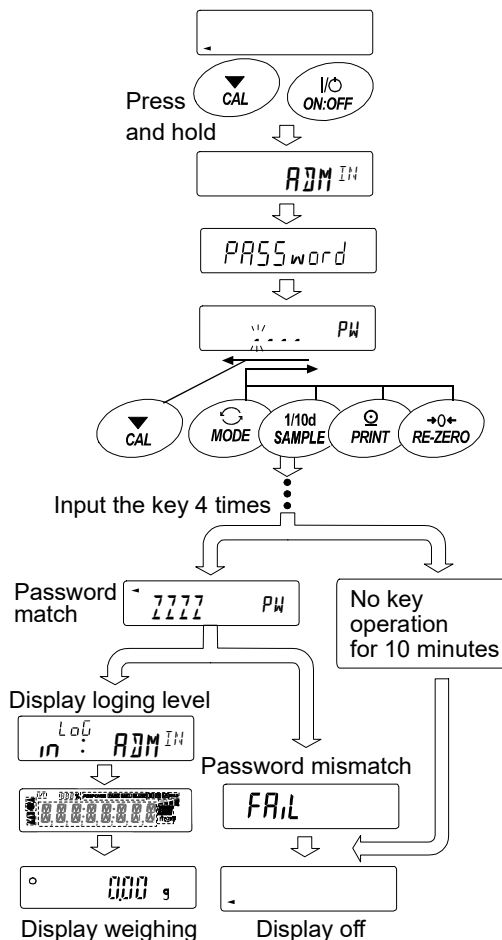 Press
and hold
CAL
I/
ON:OFF
ADMIN
PASSword
.... PW
CAL
MODE
1/10d
SAMPLE
PRINT
→0←
RE-ZERO
Input the key 4 times
Password
match
ZZZZ PW
No key
operation
for 10 minutes
Display loging level
LoG
in : ADMIN
Password mismatch
FAiL
0.00 g
Display weighing
Display off